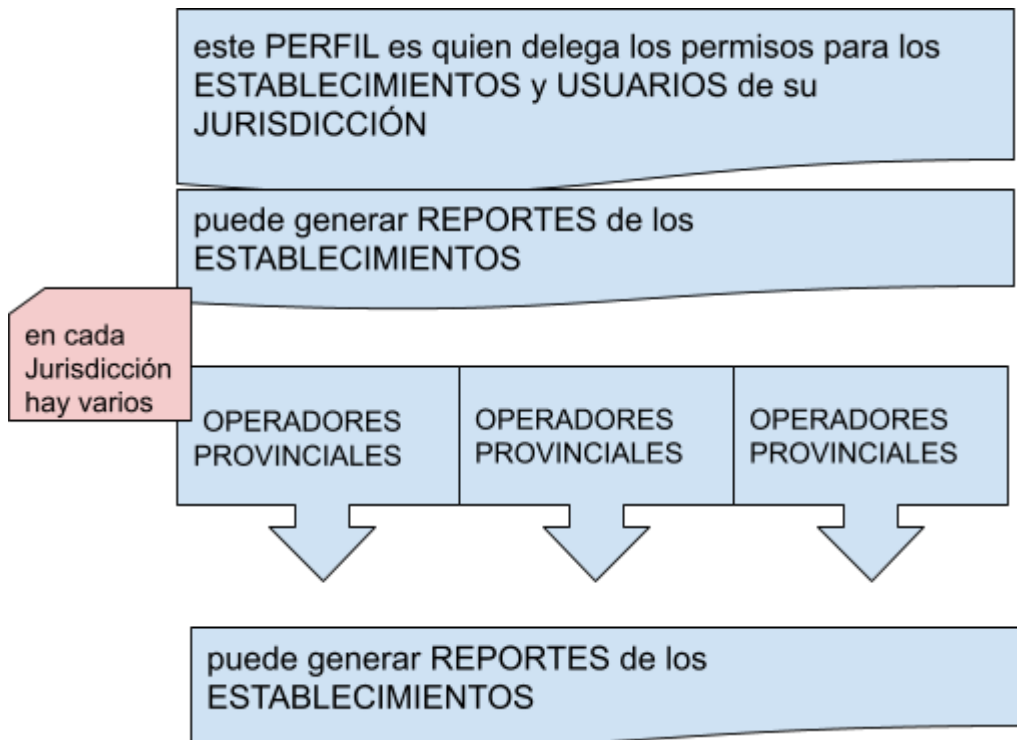 este PERFIL es quien delega los permisos para los
ESTABLECIMIENTOS y USUARIOS de su
JURISDICCIÓN
puede generar REPORTES de los
ESTABLECIMIENTOS
en cada
Jurisdicción
hay varios
OPERADORES
PROVINCIALES
OPERADORES
PROVINCIALES
OPERADORES
PROVINCIALES
puede generar REPORTES de los
ESTABLECIMIENTOS